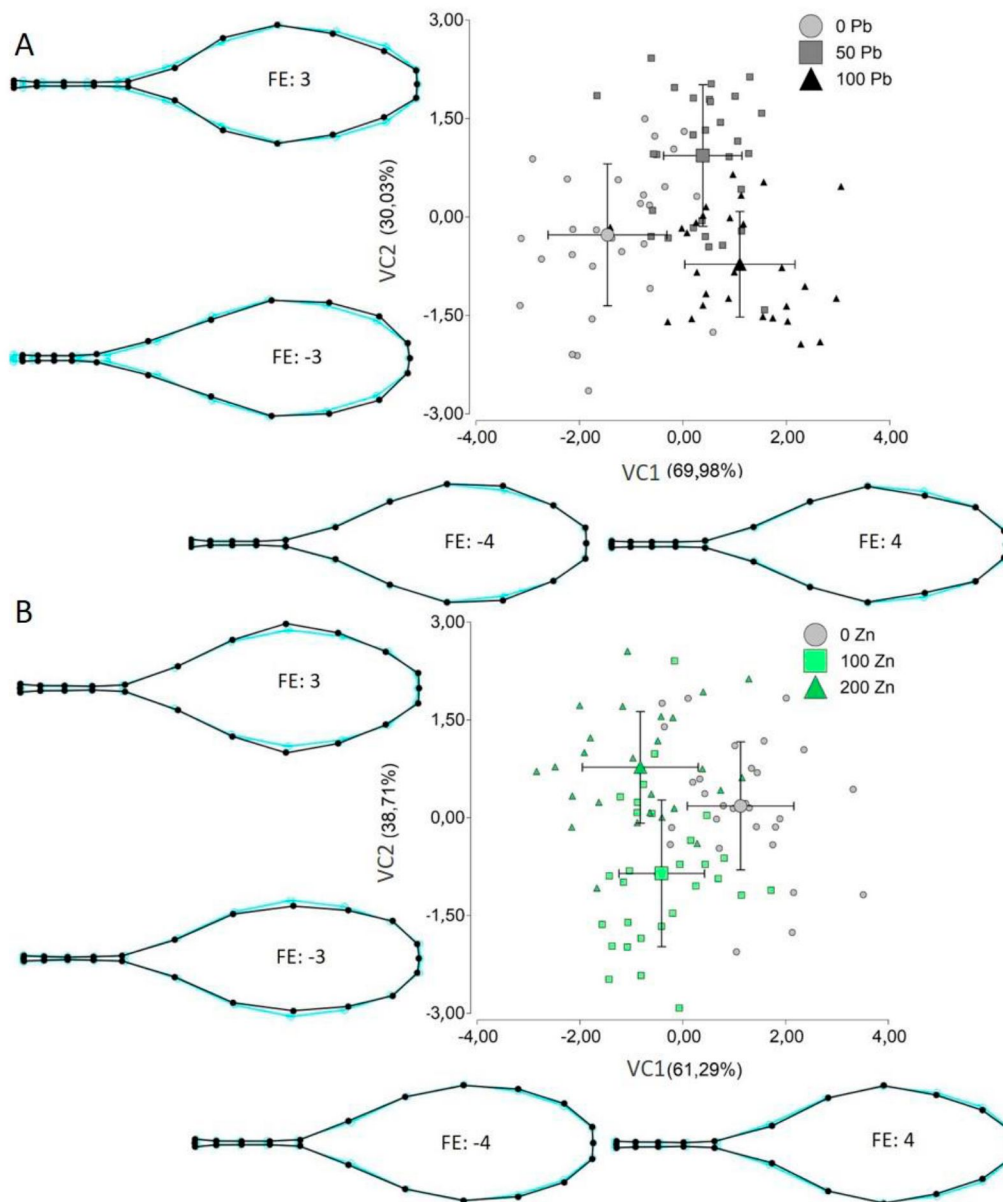 A
FE: 3
FE: -3
VC2 (30,03%)
3,00
1,50
0,00
-1,50
-3,00
0 Pb
50 Pb
100 Pb
-4,00 -2,00 0,00 2,00 4,00
VC1 (69,98%)
FE: -4
FE: 4
B
FE: 3
FE: -3
VC2 (38,71%)
3,00
1,50
0,00
-1,50
-3,00
0 Zn
100 Zn
200 Zn
-4,00 -2,00 0,00 2,00 4,00
VC1(61,29%)
FE: -4
FE: 4